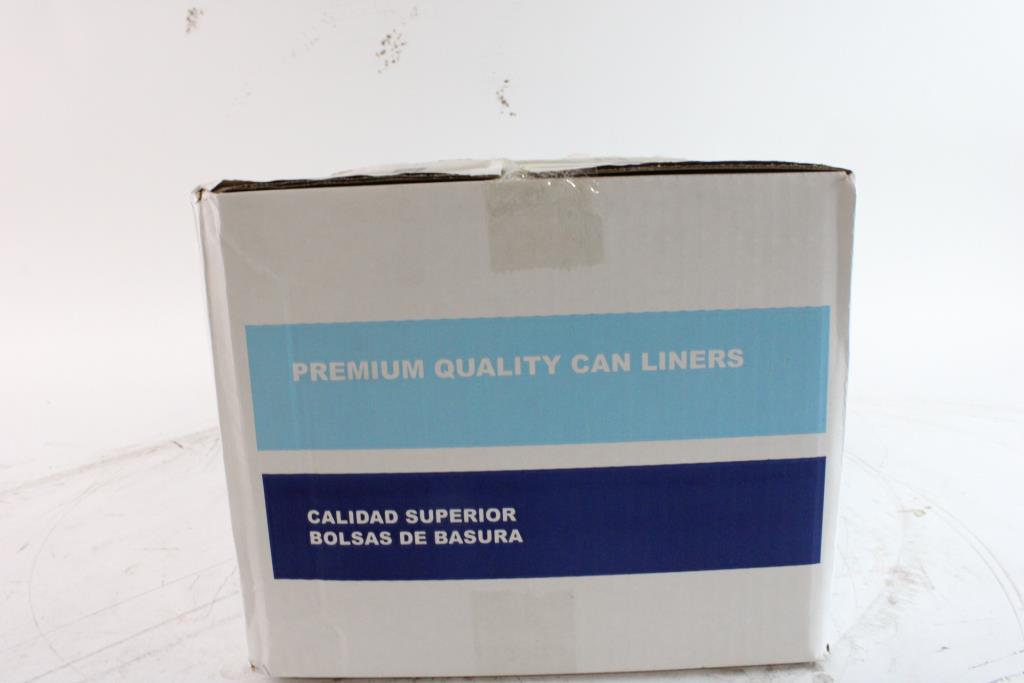 PREMIUM QUALITY CAN LINERS
CALIDAD SUPERIOR
BOLSAS DE BASURA